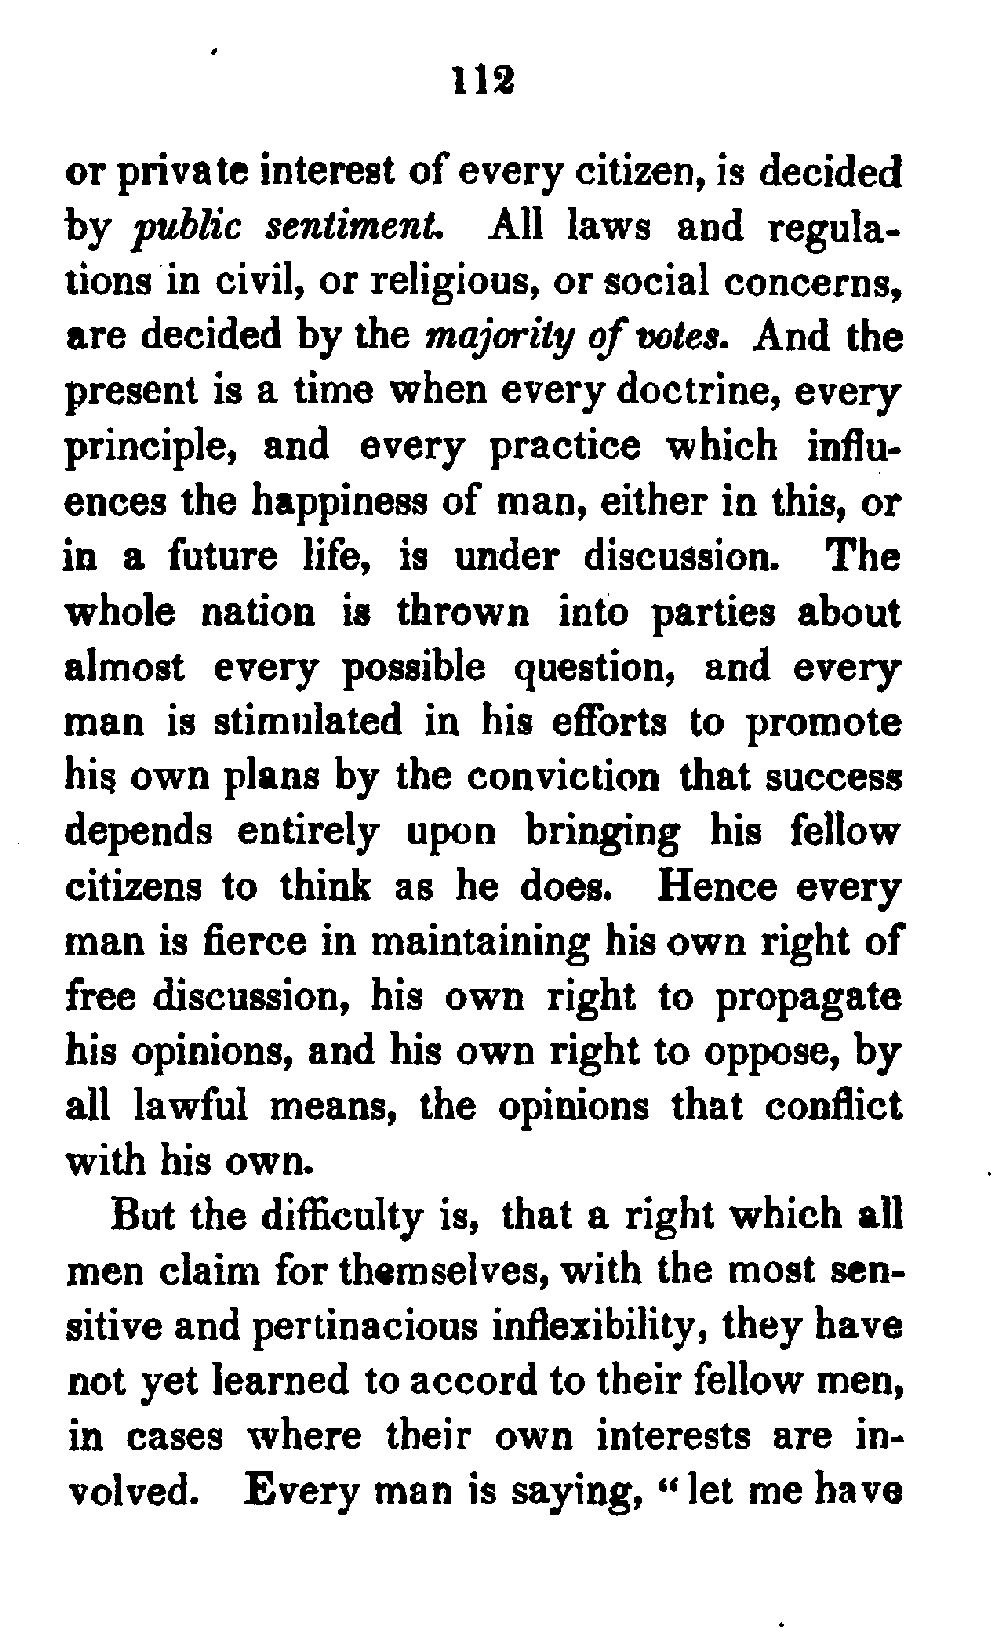 112
or private interest of every citizen, is decided
by public sentiment. All laws and regula-
tions in civil, or religious, or social concerns,
are decided by the majority of votes. And the
present is a time when every doctrine, every
principle, and every practice which influ-
ences the happiness of man, either in this, or
in a future life, is under discussion. The
whole nation is thrown into parties about
almost every possible question, and every
man is stimulated in his efforts to promote
his own plans by the conviction that success
depends entirely upon bringing his fellow
citizens to think as he does. Hence every
man is fierce in maintaining his own right of
free discussion, his own right to propagate
his opinions, and his own right to oppose, by
all lawful means, the opinions that conflict
with his own.
But the difficulty is, that a right which all
men claim for themselves, with the most sen-
sitive and pertinacious inflexibility, they have
not yet learned to accord to their fellow men,
in cases where their own interests are in-
volved. Every man is saying, “let me have